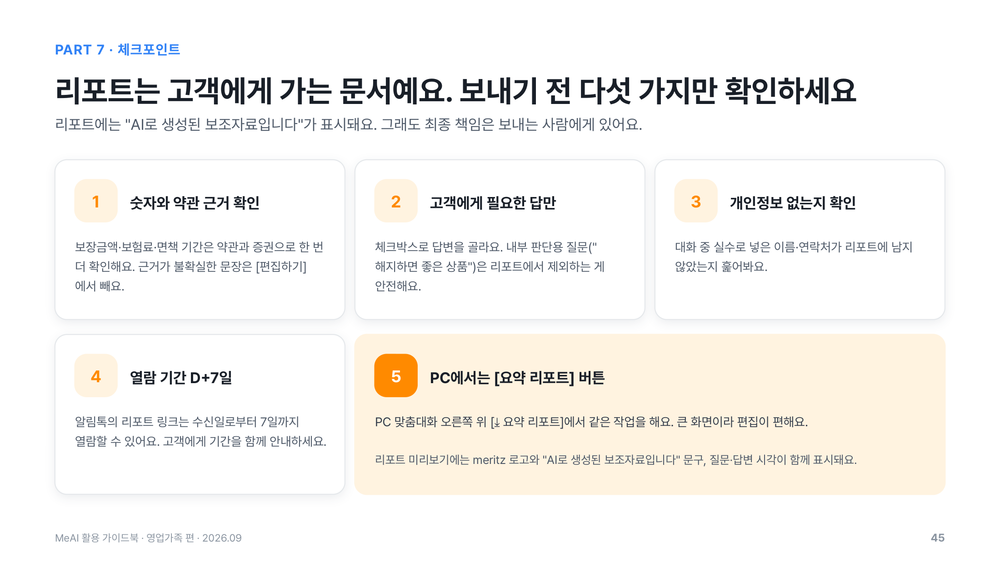 PART 7 · 체크포인트
리포트는 고객에게 가는 문서예요. 보내기 전 다섯 가지만 확인하세요
리포트에는 "AI로 생성된 보조자료입니다"가 표시돼요. 그래도 최종 책임은 보내는 사람에게 있어요.
1
숫자와 약관 근거 확인
보장금액·보험료·면책 기간은 약관과 증권으로 한 번
더 확인해요. 근거가 불확실한 문장은 [편집하기]
에서 빼요.
2
고객에게 필요한 답만
체크박스로 답변을 골라요. 내부 판단용 질문("
해지하면 좋은 상품")은 리포트에서 제외하는 게
안전해요.
3
개인정보 없는지 확인
대화 중 실수로 넣은 이름·연락처가 리포트에 남지
않았는지 훑어봐요.
4
열람 기간 D+7일
알림톡의 리포트 링크는 수신일로부터 7일까지
열람할 수 있어요. 고객에게 기간을 함께 안내하세요.
5
PC에서는 [요약 리포트] 버튼
PC 맞춤대화 오른쪽 위 [⤓ 요약 리포트]에서 같은 작업을 해요. 큰 화면이라 편집이 편해요.
리포트 미리보기에는 meritz 로고와 "AI로 생성된 보조자료입니다" 문구, 질문·답변 시각이 함께 표시돼요.
MeAI 활용 가이드북 · 영업가족 편 · 2026.09
45